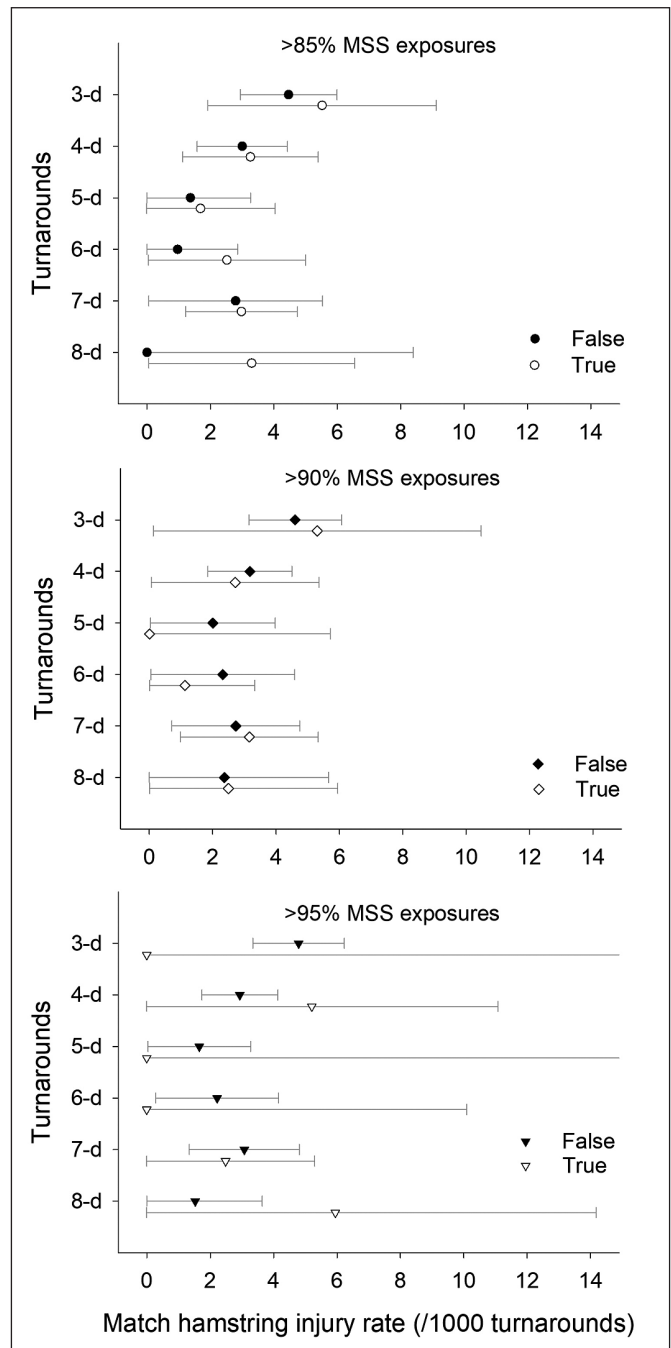 >85% MSS exposures
3-d
4-d
5-d
6-d
7-d
8-d
Turnarounds
False
True
0 2 4 6 8 10 12 14
>90% MSS exposures
3-d
4-d
5-d
6-d
7-d
8-d
Turnarounds
False
True
0 2 4 6 8 10 12 14
>95% MSS exposures
3-d
4-d
5-d
6-d
7-d
8-d
Turnarounds
False
True
0 2 4 6 8 10 12 14
Match hamstring injury rate (/1000 turnarounds)